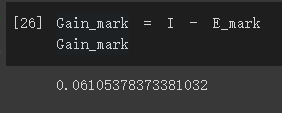 [26] Gain_mark = I - E_mark
Gain_mark
0.06105378373381032